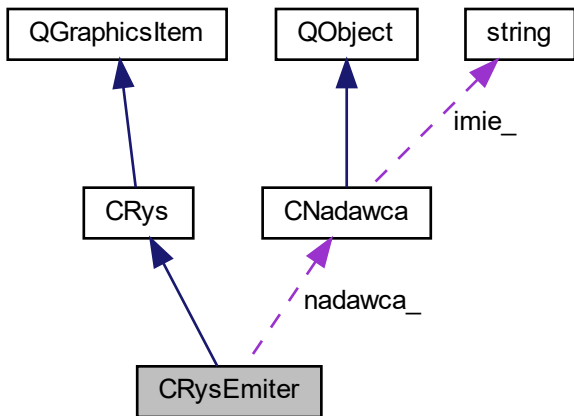 QGraphicsItem
QObject
string
imie_
CRys
CNadawca
nadawca_
CRysEmiter